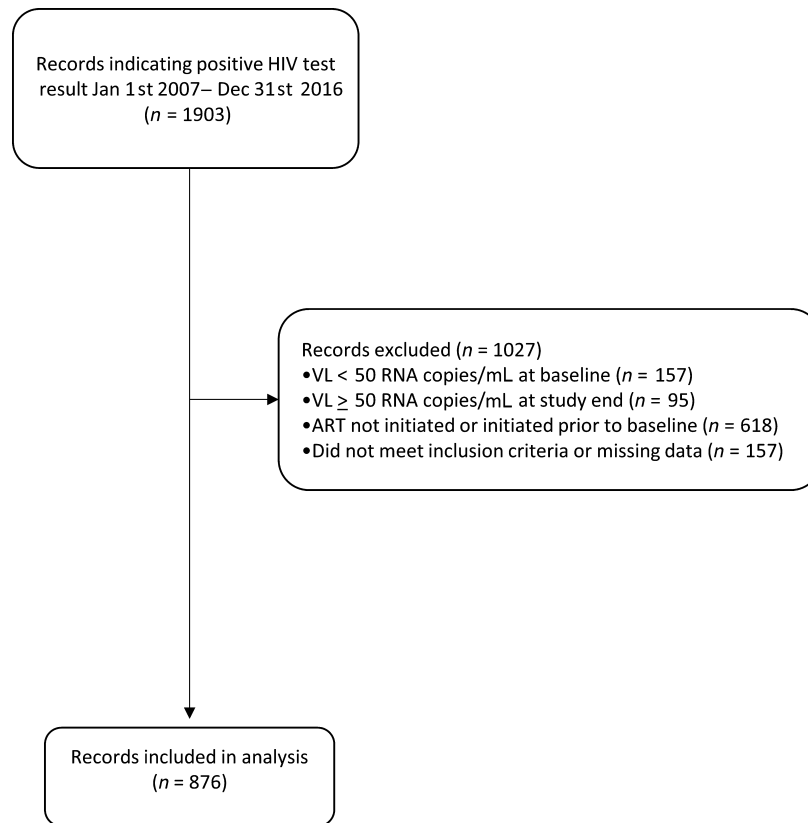 Records indicating positive HIV test
result Jan 1st 2007– Dec 31st 2016
(n = 1903)
Records excluded (n = 1027)
•VL < 50 RNA copies/mL at baseline (n = 157)
•VL ≥ 50 RNA copies/mL at study end (n = 95)
•ART not initiated or initiated prior to baseline (n = 618)
•Did not meet inclusion criteria or missing data (n = 157)
Records included in analysis
(n = 876)